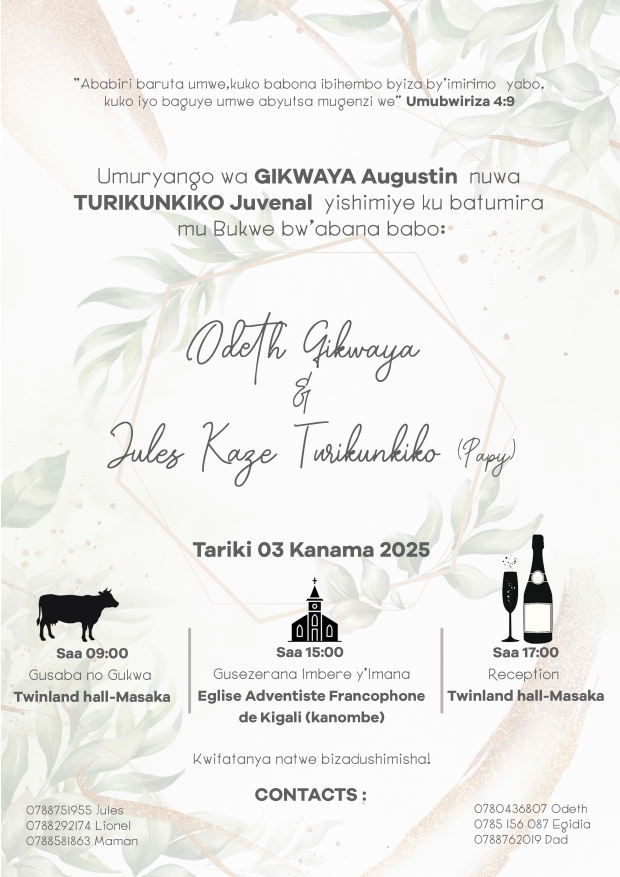 "Ababiri baruta umwe,kuko babona ibihembo byiza by'imirimo yabo,
kuko iyo baguye umwe abyutsa mugenzi we" Umubwiriza 4:9
Umuryango wa GIKWAYA Augustin nuwa
TURIKUNKIKO Juvenal yishimiye ku batumira
mu Bukwe bw'abana babo:
Odeth Gikwaya
&
Jules Kaze Turikunkiko (Papy)
Tariki 03 Kanama 2025
Saa 09:00
Gusaba no Gukwa
Twinland hall-Masaka
Saa 15:00
Gusezerana Imbere y'Imana
Eglise Adventiste Francophone
de Kigali (kanombe)
Saa 17:00
Reception
Twinland hall-Masaka
Kwifatanya natwe bizadushimisha!
CONTACTS :
0788751955 Jules
0788292174 Lionel
0788581863 Maman
0780436807 Odeth
0785 156 087 Egidia
0788762019 Dad